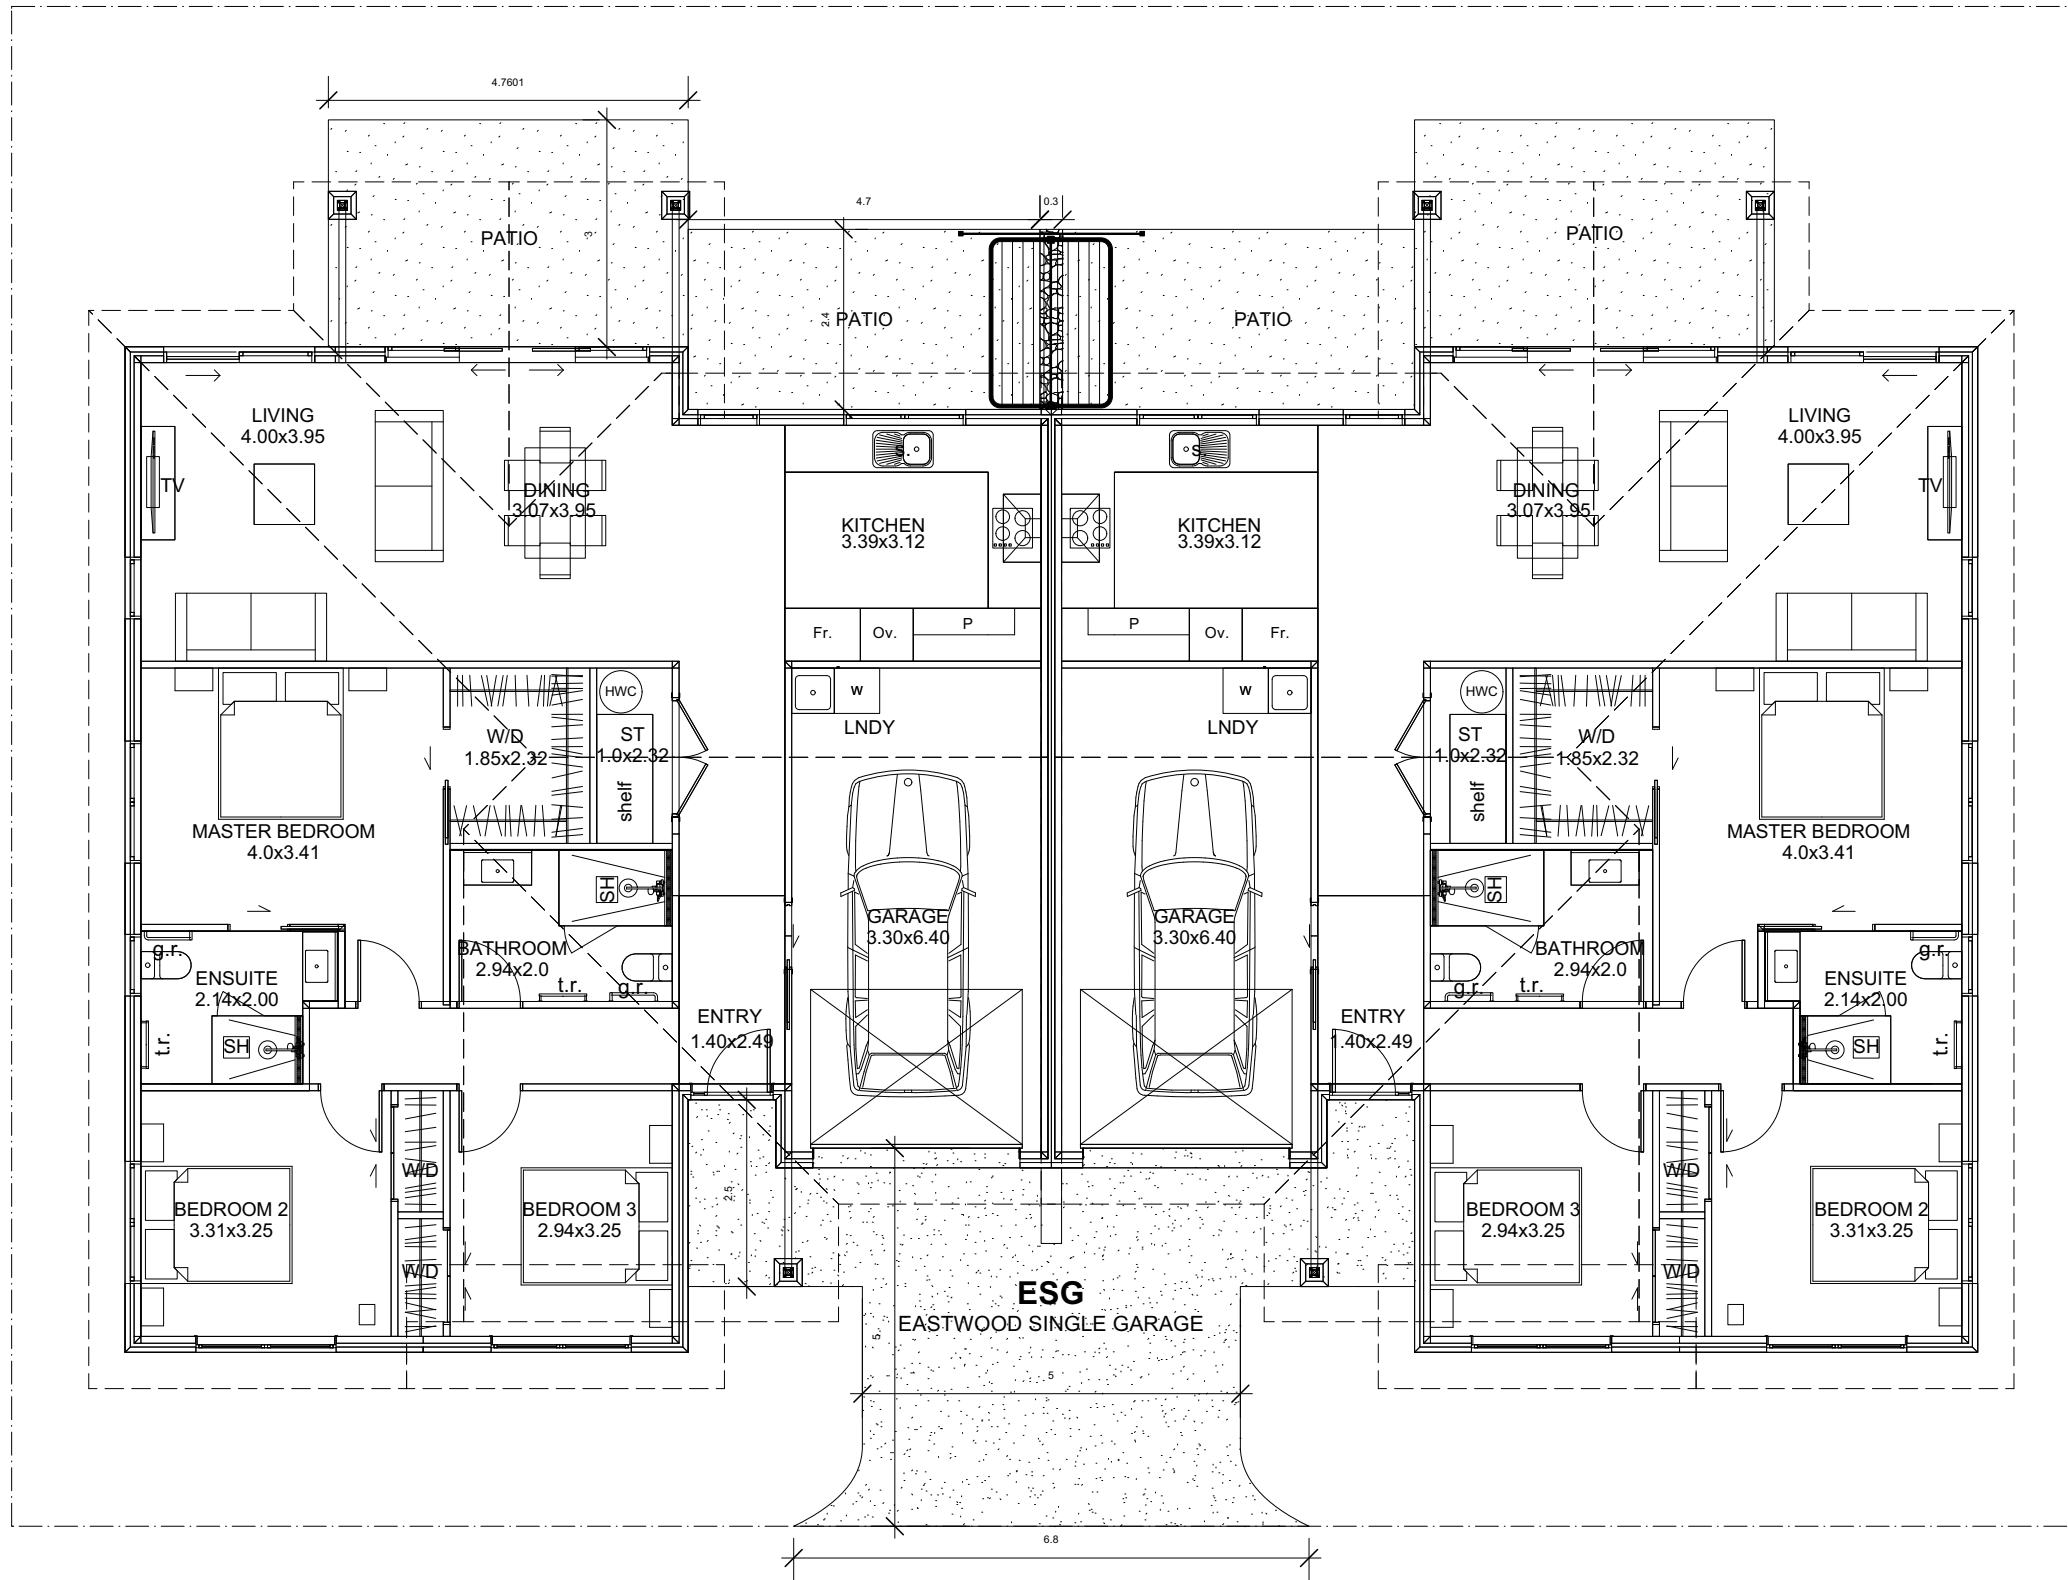 4.7601
4.7
0.3
PATIO
3
PATIO
2.4
PATIO
PATIO
LIVING
4.00x3.95
TV
DINING
3.07x3.95
S.
KITCHEN
3.39x3.12
S.
KITCHEN
3.39x3.12
DINING
3.07x3.95
LIVING
4.00x3.95
TV
Fr.
Ov.
P
P
Ov.
Fr.
HWC
W
LNDY
W
LNDY
HWC
W/D
1.85x2.32
ST
1.0x2.32
shelf
ST
1.0x2.32
shelf
W/D
1.85x2.32
MASTER BEDROOM
4.0x3.41
MASTER BEDROOM
4.0x3.41
SH
SH
GARAGE
3.30x6.40
GARAGE
3.30x6.40
g.r.
ENSUITE
2.14x2.00
BATHROOM
2.94x2.0
t.r.
g.r.
g.r.
t.r.
BATHROOM
2.94x2.0
g.r.
ENSUITE
2.14x2.00
t.r.
SH
ENTRY
1.40x2.49
ENTRY
1.40x2.49
SH
t.r.
W/D
W/D
2.5
BEDROOM 2
3.31x3.25
BEDROOM 3
2.94x3.25
BEDROOM 3
2.94x3.25
BEDROOM 2
3.31x3.25
W/D
W/D
ESG
EASTWOOD SINGLE GARAGE
5
5
6.8